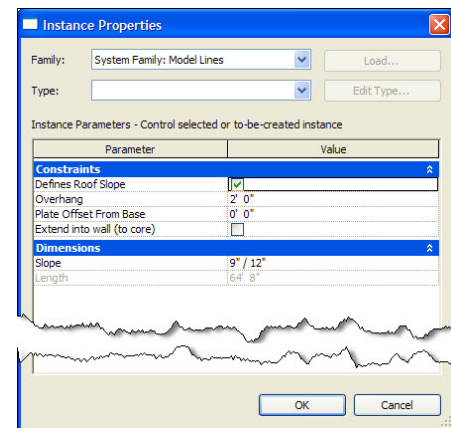 Instance Properties
Family: System Family: Model Lines Load...
Type: Edit Type...
Instance Parameters - Control selected or to-be-created instance
Parameter Value
Constraints
Defines Roof Slope
Overhang 2' 0"
Plate Offset From Base 0' 0"
Extend into wall (to core)
Dimensions
Slope 9" / 12"
Length 64' 8"
OK Cancel